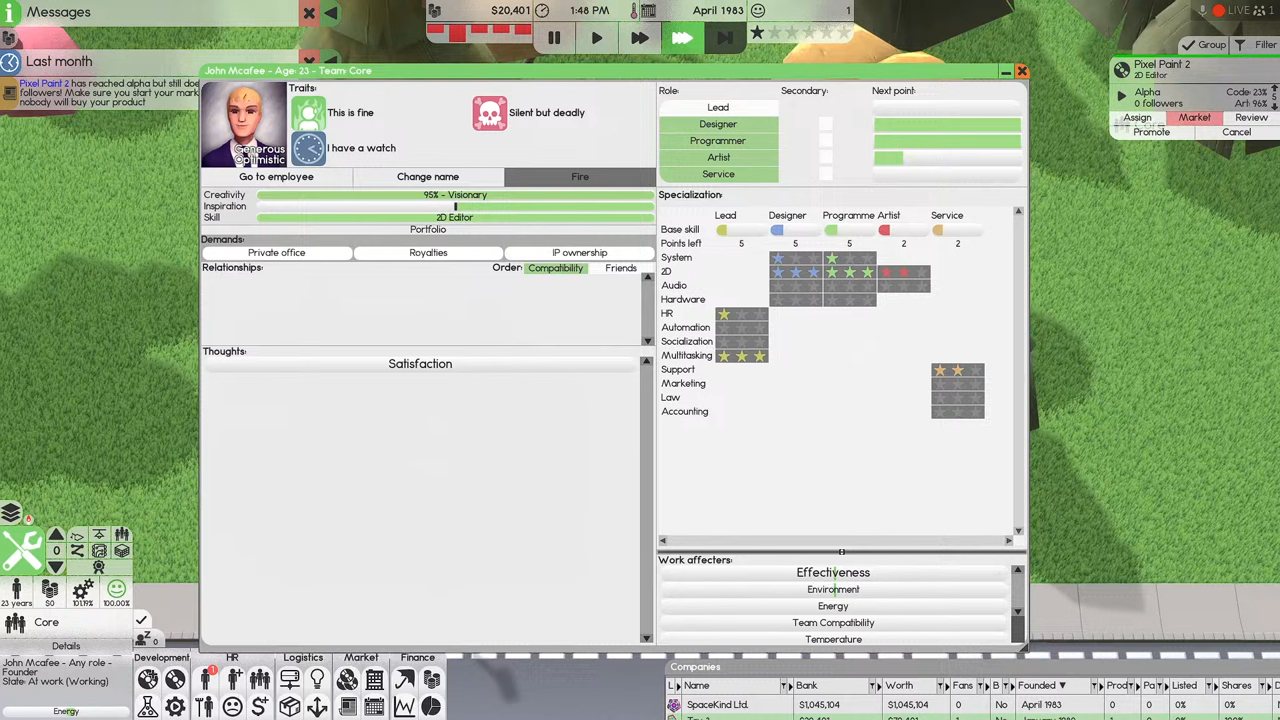 Messages
$20,401
1:48 PM
April 1983
1
LIVE
1
Last month
Group
Filter
Pixel Paint 2 has reached alpha but still doe
followers! Make sure you start your mark
nobody will buy your product
Pixel Paint 2
2D Editor
Alpha
0 followers
Code: 23%
Art: 96%
Assign
Market
Review
Promote
Cancel
John Mcafee - Age: 23 - Team: Core
Traits:
This is fine
Silent but deadly
I have a watch
Generous
Optimistic
Go to employee
Change name
Fire
Creativity
95% - Visionary
Inspiration
Skill
2D Editor
Portfolio
Demands:
Private office
Royalties
IP ownership
Relationships:
Order:
Compatibility
Friends
Thoughts:
Satisfaction
Role:
Secondary:
Next point:
Lead
Designer
Programmer
Artist
Service
Specialization:
Lead
Designer
Programme
Artist
Service
Base skill
Points left
5
5
5
2
2
System
2D
Audio
Hardware
HR
Automation
Socialization
Multitasking
Support
Marketing
Law
Accounting
Work affecters:
Effectiveness
Environment
Energy
Team Compatibility
Temperature
0
23 years
$0
101.19%
100.00%
Core
0
Details
John Mcafee - Any role -
Founder
State: At work (Working)
Energy
Development
HR
Logistics
Market
Finance
Companies
L
Name
Bank
Worth
Fans
B
Founded
Prod
Pa
Listed
Shares
D
SpaceKind Ltd.
$1,045,104
$1,045,104
0
0
April 1983
0
0
0%
0%